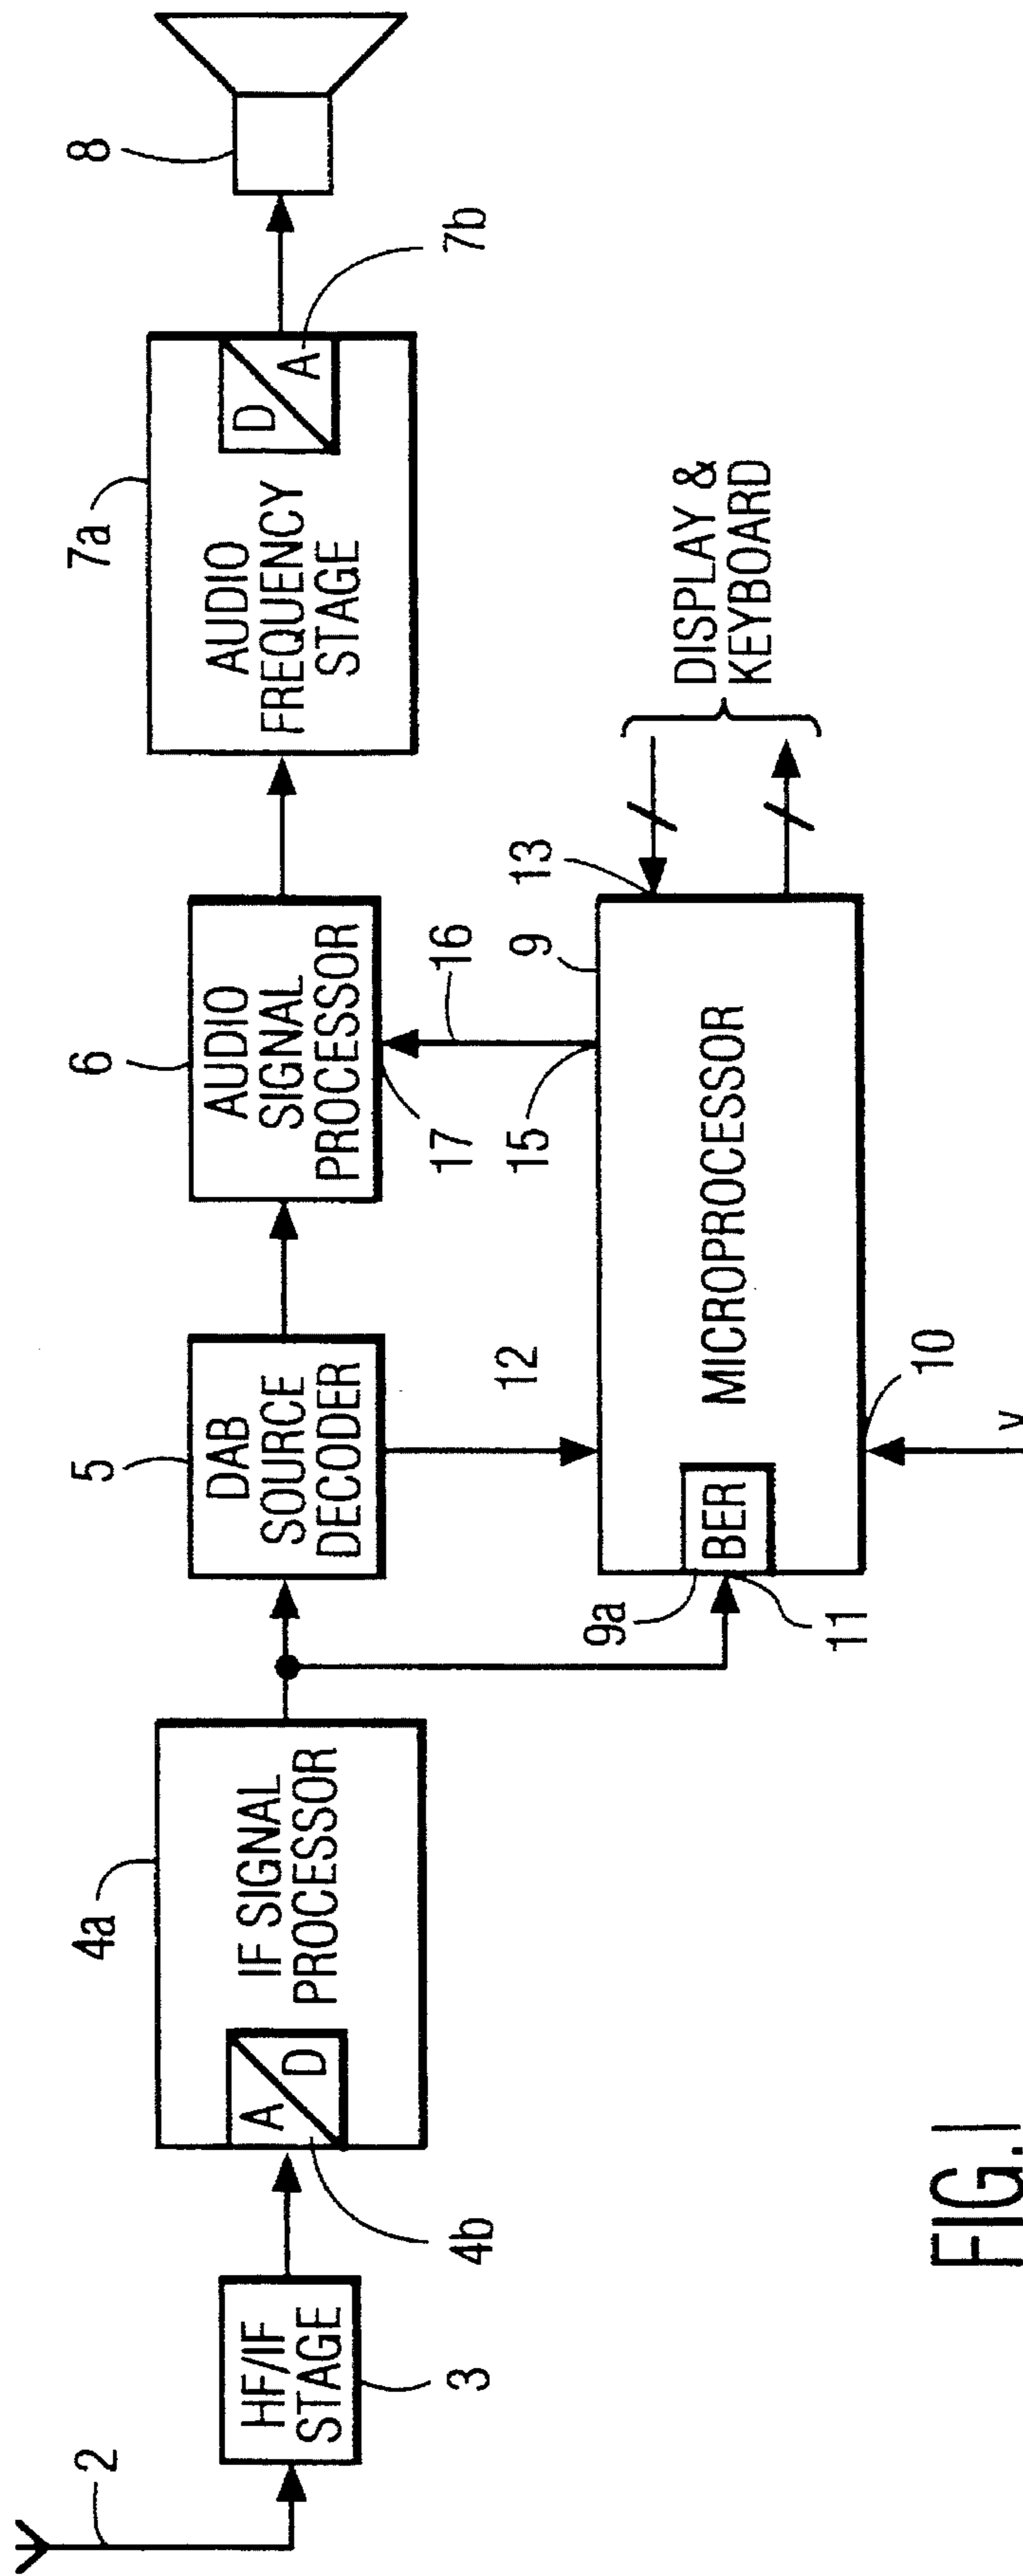 2
HF/IF
STAGE
3
4a
A
D
4b
IF SIGNAL
PROCESSOR
5
DAB
SOURCE
DECODER
12
6
AUDIO
SIGNAL
PROCESSOR
17
16
15
7a
AUDIO
FREQUENCY
STAGE
D
A
7b
8
9a
BER
11
MICROPROCESSOR
9
13
10
v
DISPLAY &
KEYBOARD
FIG.1